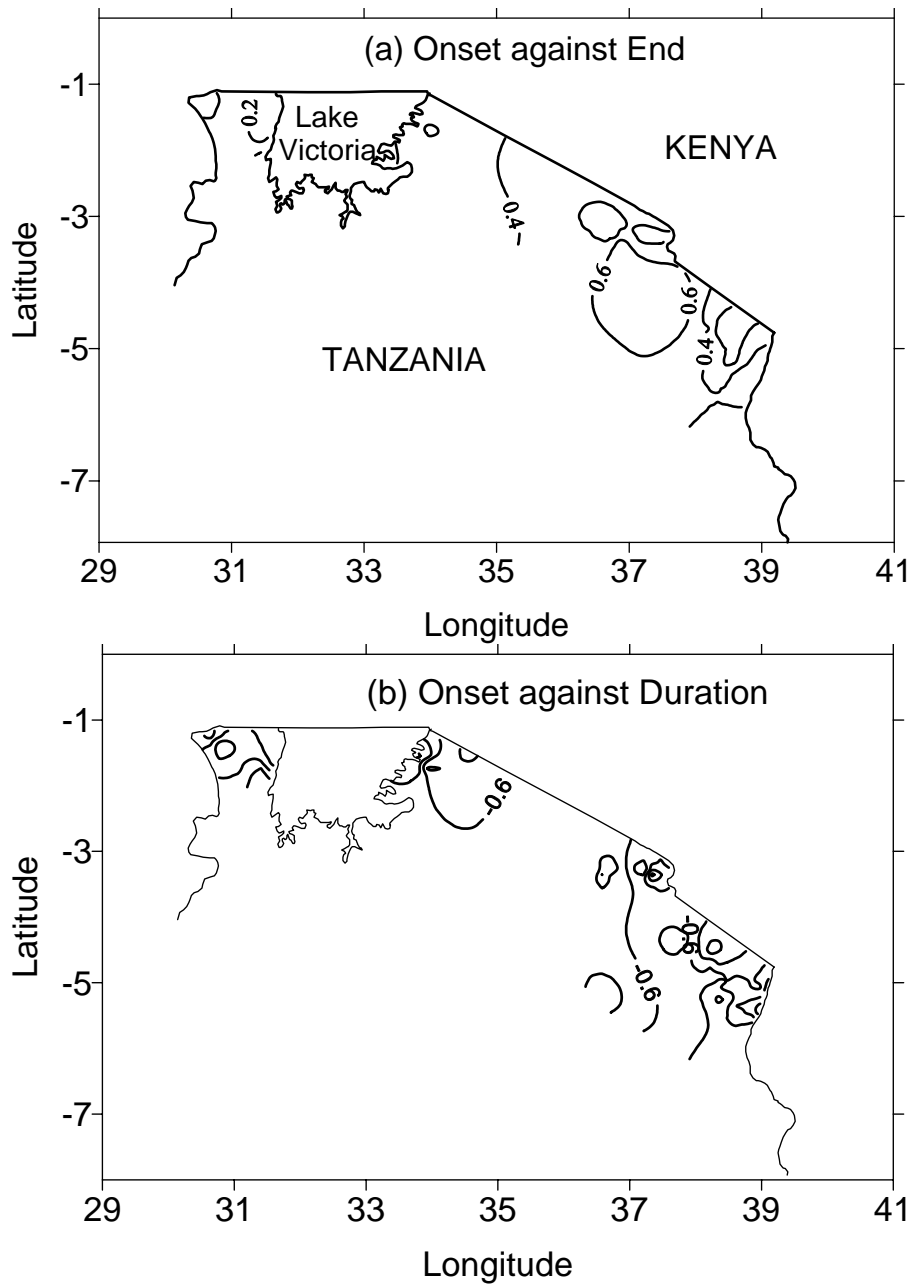 (a) Onset against End
-1
0.2
Lake
Victoria
KENYA
-3
0.4
0.6
0.6
Latitude
0.4
TANZANIA
-5
-7
29 31 33 35 37 39 41
Longitude
(b) Onset against Duration
-1
-0.6
-3
Latitude
-0.6
-0.6
-5
-7
29 31 33 35 37 39 41
Longitude